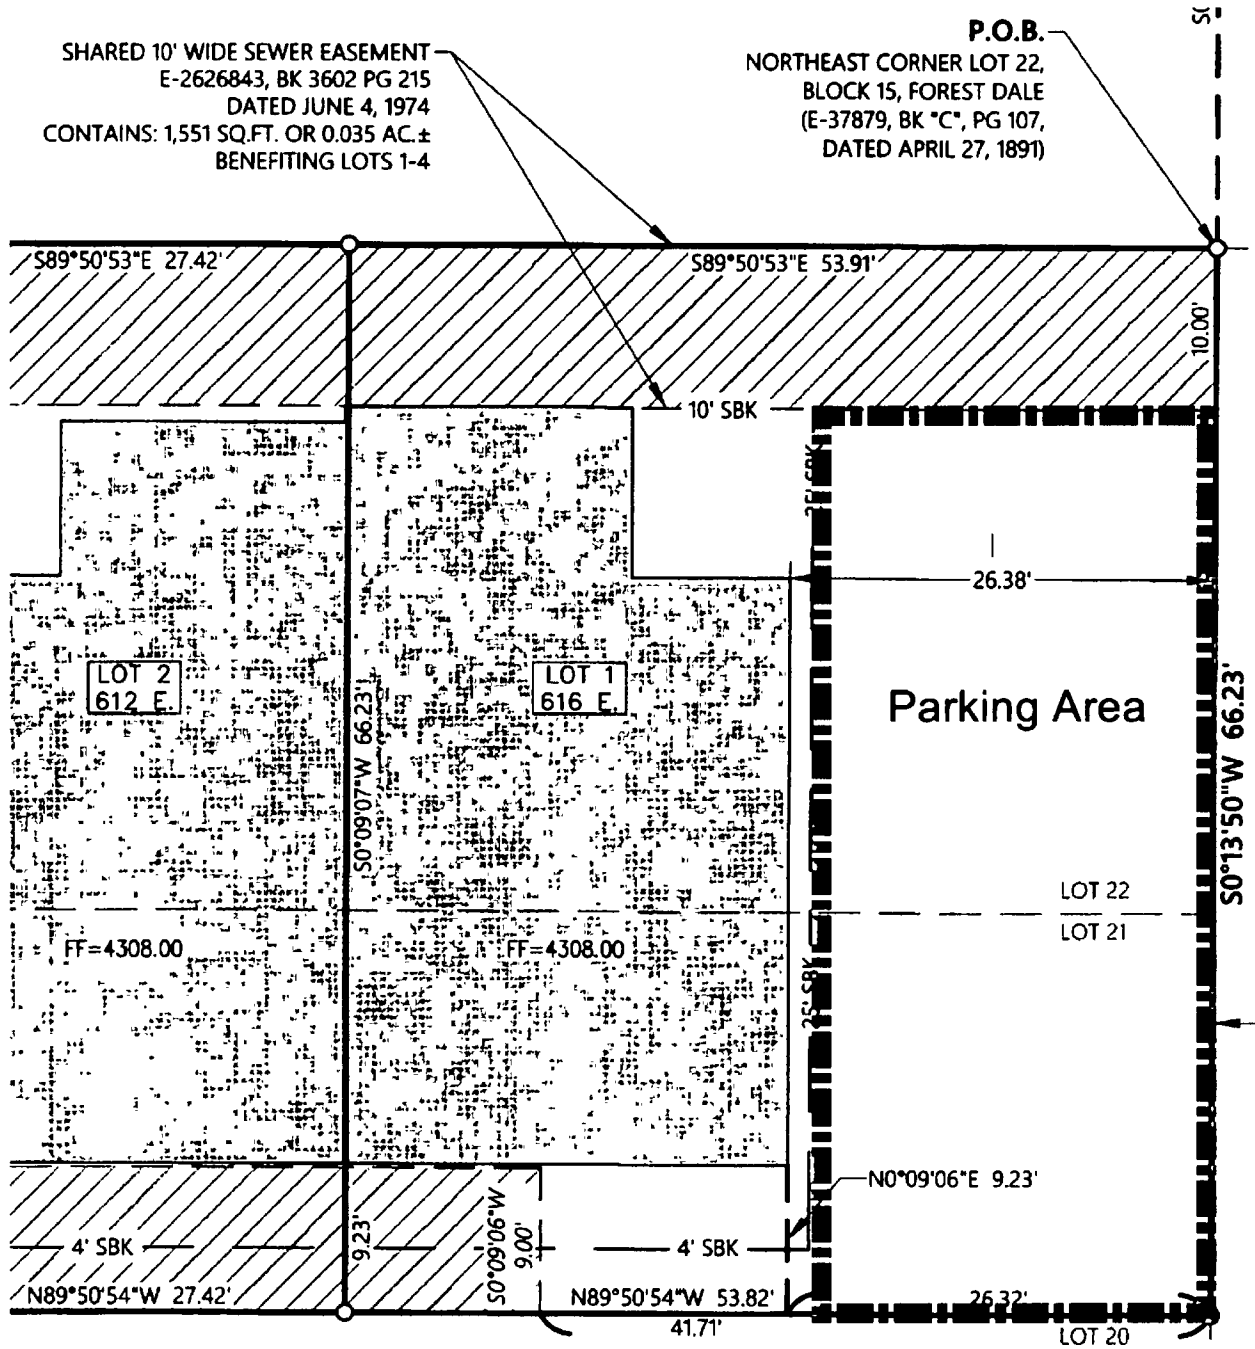 SHARED 10' WIDE SEWER EASEMENT
E-2626843, BK 3602 PG 215
DATED JUNE 4, 1974
CONTAINS: 1,551 SQ.FT. OR 0.035 AC.±
BENEFITING LOTS 1-4
P.O.B.
NORTHEAST CORNER LOT 22,
BLOCK 15, FOREST DALE
(E-37879, BK "C", PG 107,
DATED APRIL 27, 1891)
S89°50'53"E 27.42'
S89°50'53"E 53.91'
10.00'
10' SBK
25' SBK
26.38'
LOT 2
612 E.
LOT 1
616 E.
S0°09'07"W 66.23'
Parking Area
S0°13'50"W 66.23'
LOT 22
LOT 21
FF=4308.00
FF=4308.00
25' SBK
N0°09'06"E 9.23'
9.23'
S0°09'06"W
9.00'
4' SBK
4' SBK
N89°50'54"W 27.42'
N89°50'54"W 53.82'
26.32'
41.71'
LOT 20